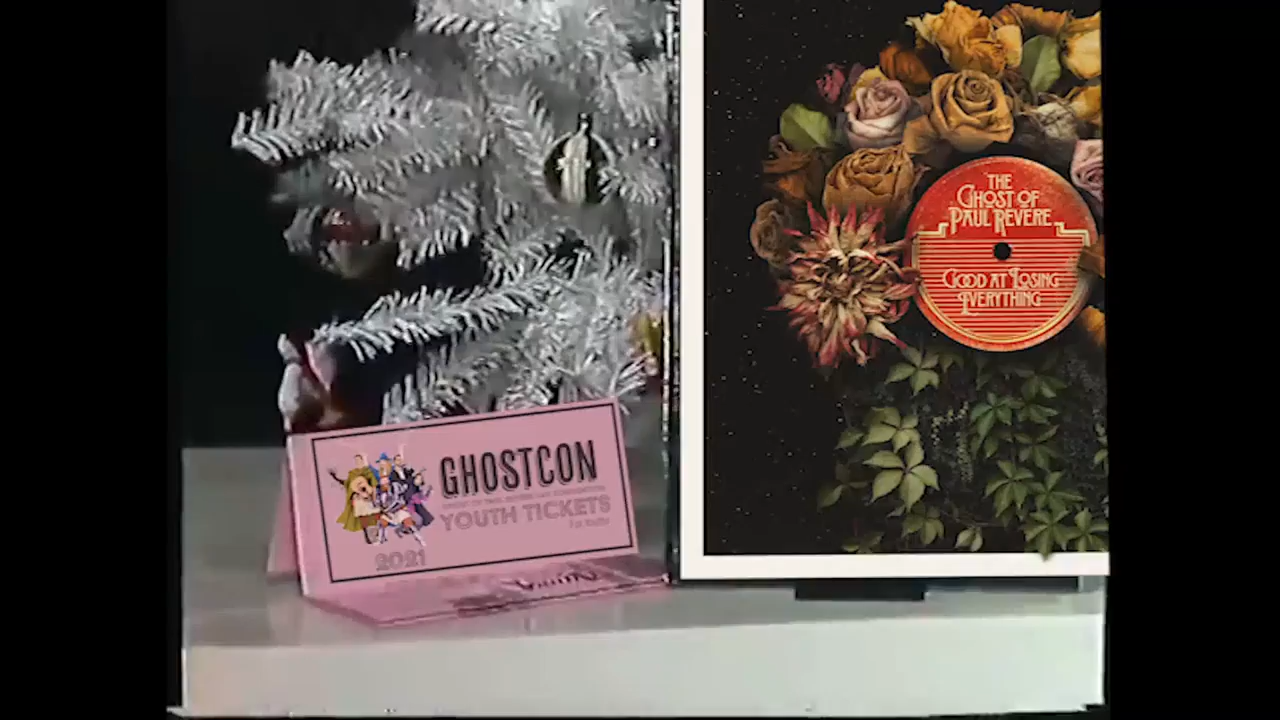 GHOSTCON
YOUTH TICKETS
2021
THE
GHOST OF
PAUL REVERE
GOOD AT LOSING
EVERYTHING